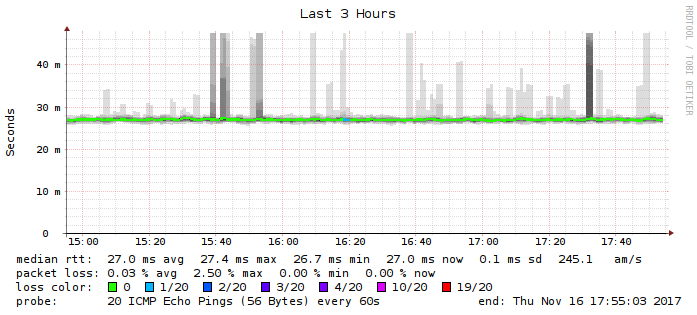 Last 3 Hours
RRDTOOL / TOBI OETIKER
Seconds
40 m
30 m
20 m
10 m
0
15:00 15:20 15:40 16:00 16:20 16:40 17:00 17:20 17:40
median rtt: 27.0 ms avg 27.4 ms max 26.7 ms min 27.0 ms now 0.1 ms sd 245.1 am/s
packet loss: 0.03 % avg 2.50 % max 0.00 % min 0.00 % now
loss color: 0 1/20 2/20 3/20 4/20 10/20 19/20
probe: 20 ICMP Echo Pings (56 Bytes) every 60s end: Thu Nov 16 17:55:03 2017